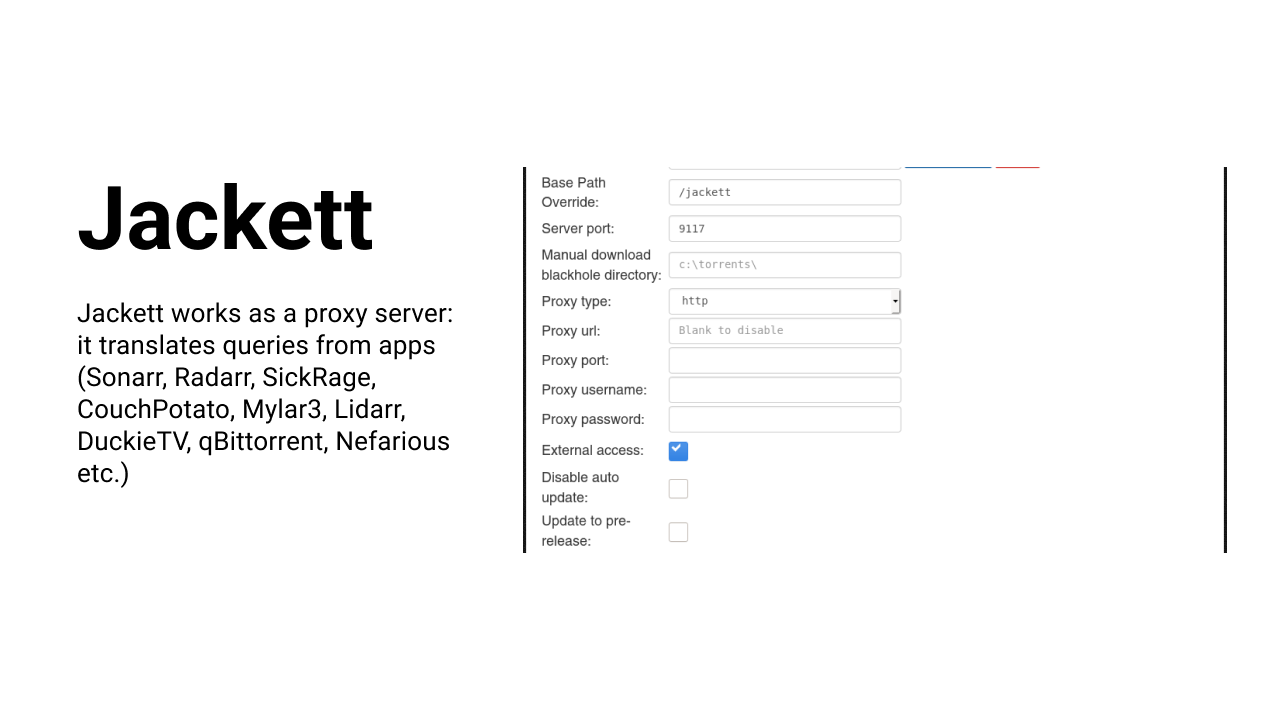 Jackett
Jackett works as a proxy server:
it translates queries from apps
(Sonarr, Radarr, SickRage,
CouchPotato, Mylar3, Lidarr,
DuckieTV, qBittorrent, Nefarious
etc.)
Base Path
Override:
/jackett
Server port:
9117
Manual download
blackhole directory:
c:\torrents\
Proxy type:
http
Proxy url:
Blank to disable
Proxy port:
Proxy username:
Proxy password:
External access:
Disable auto
update:
Update to pre-
release: